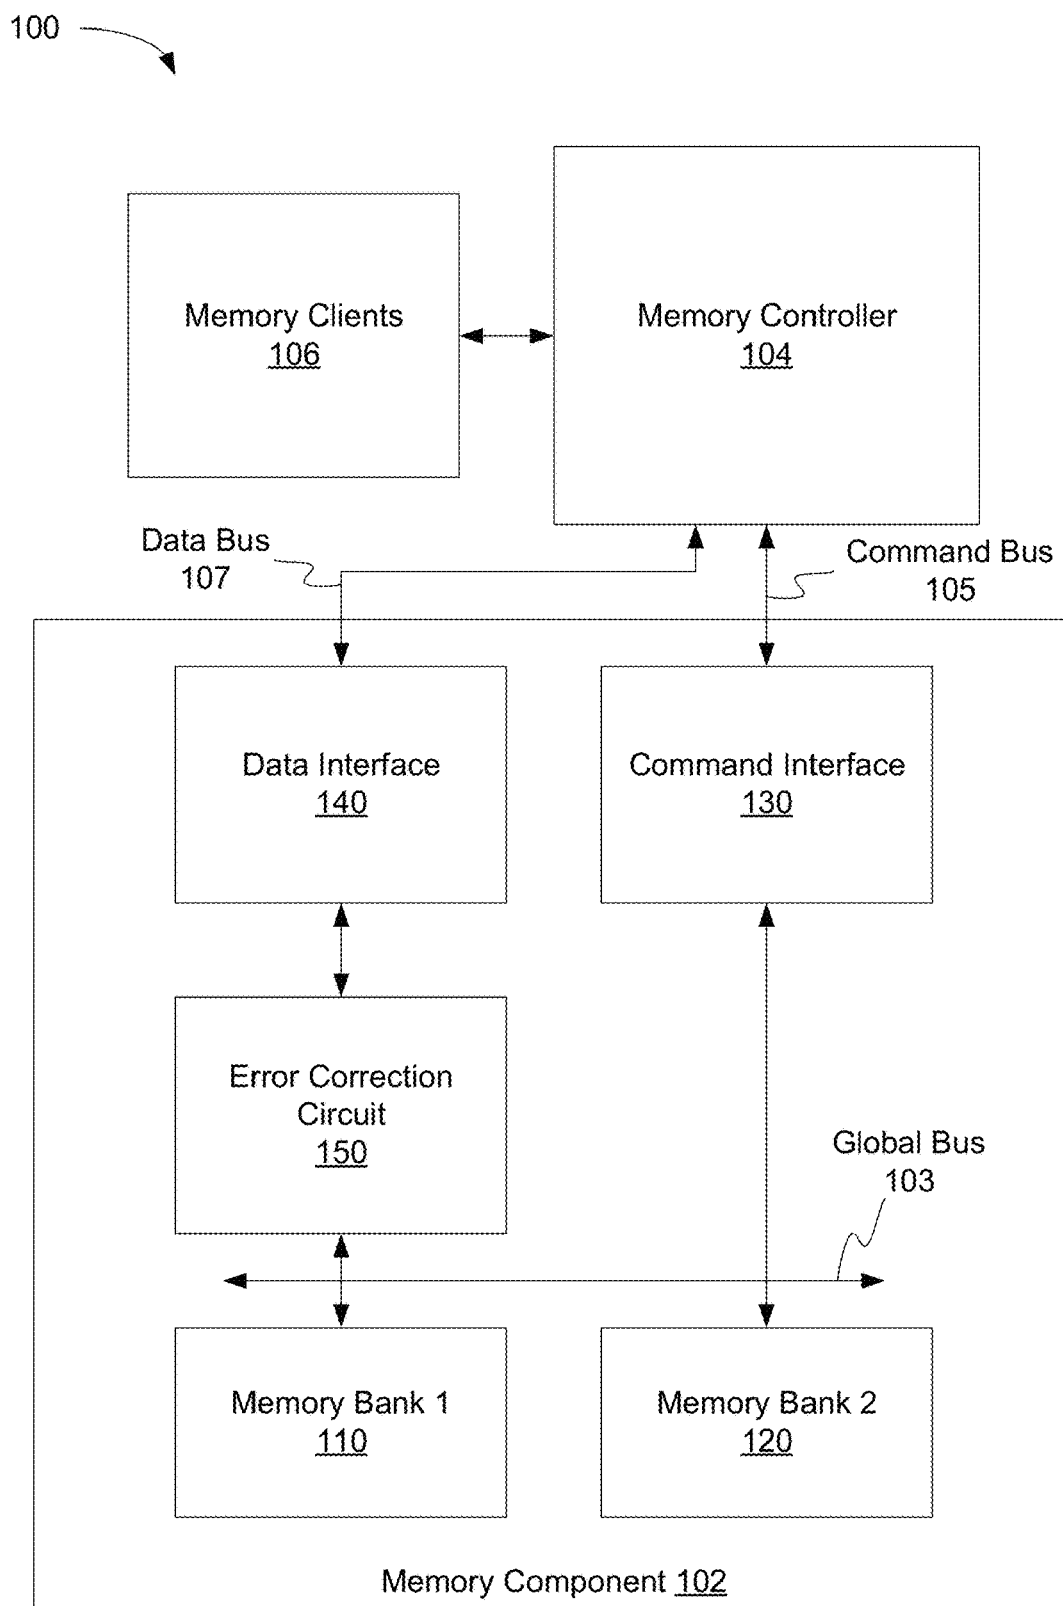 100
Memory Clients
106
Memory Controller
104
Data Bus
107
Command Bus
105
Data Interface
140
Command Interface
130
Error Correction
Circuit
150
Global Bus
103
Memory Bank 1
110
Memory Bank 2
120
Memory Component 102